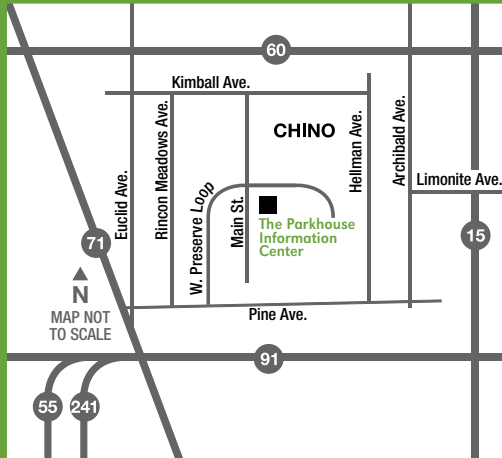 60
Kimball Ave.
CHINO
Euclid Ave.
Rincon Meadows Ave.
W. Preserve Loop
Main St.
Hellman Ave.
Archibald Ave.
Limonite Ave.
The Parkhouse
Information
Center
71
15
N
MAP NOT
TO SCALE
Pine Ave.
91
55
241